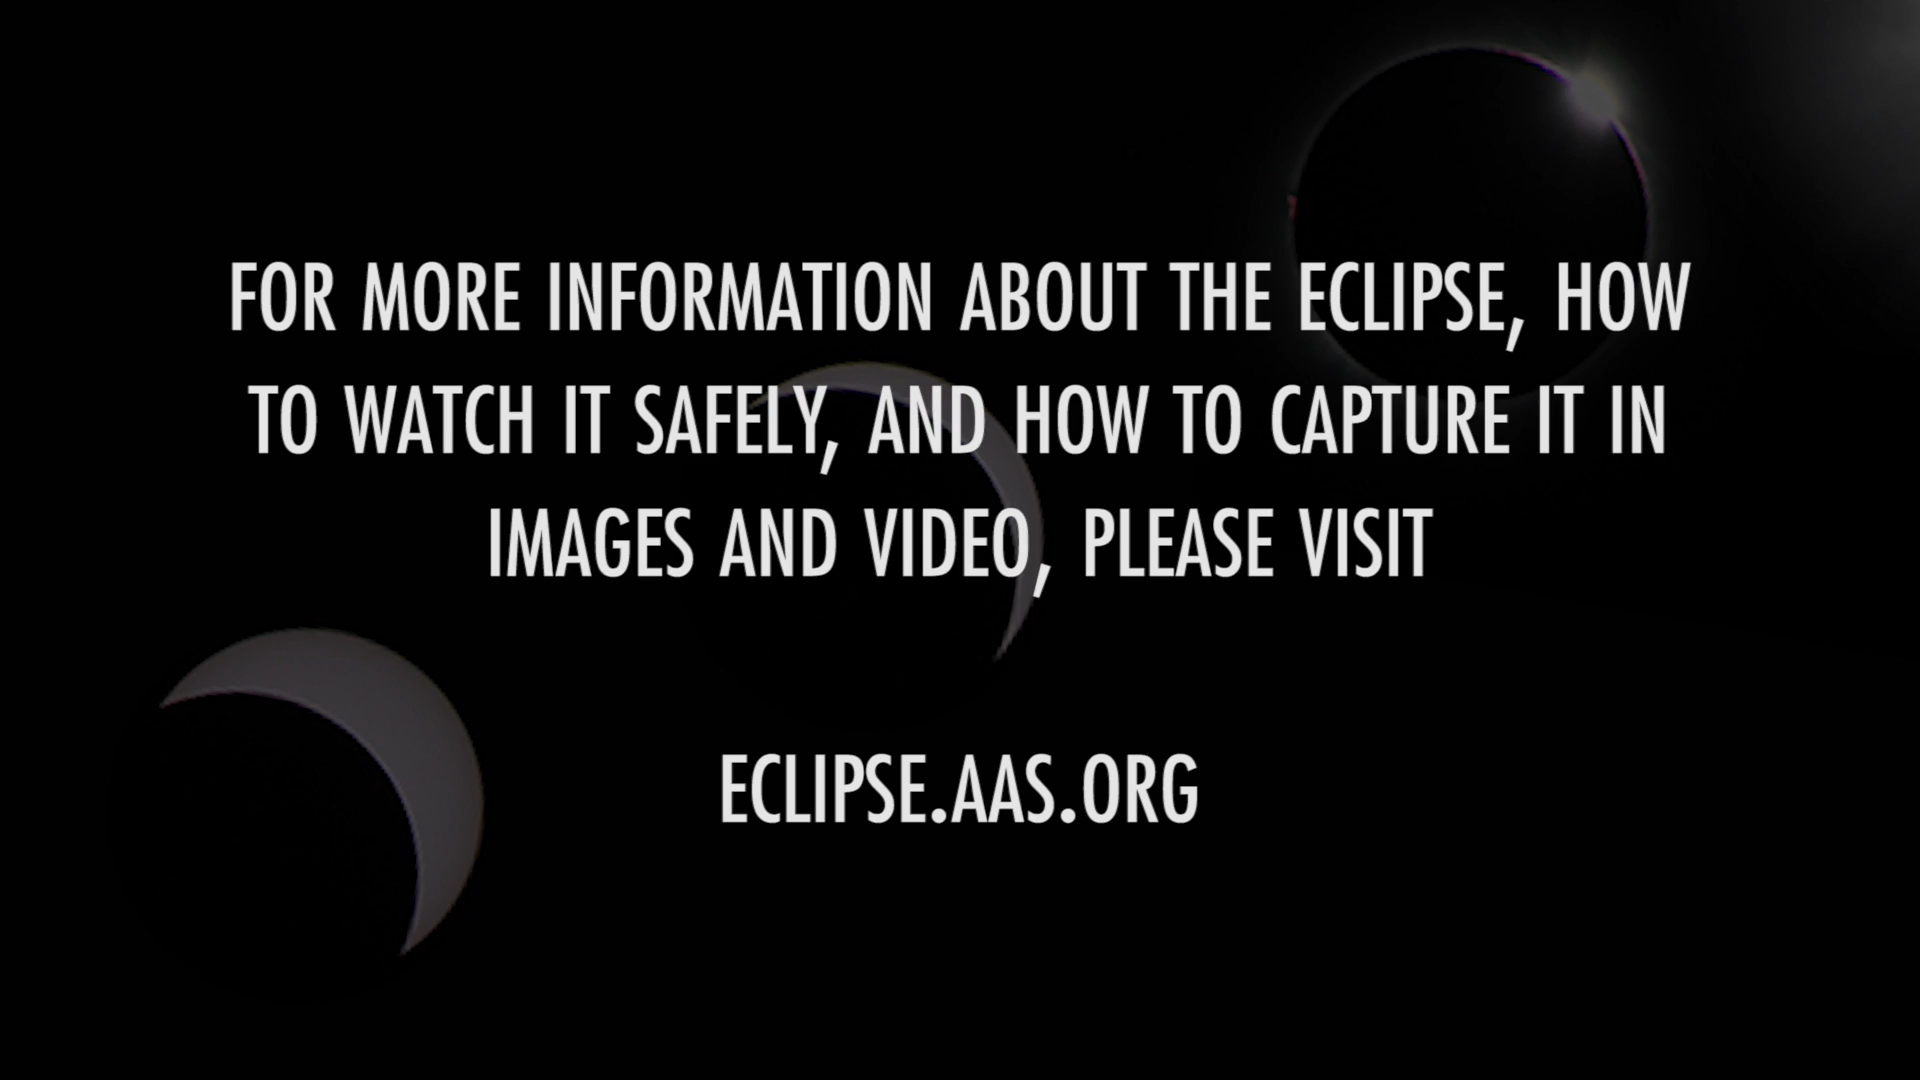 FOR MORE INFORMATION ABOUT THE ECLIPSE, HOW
TO WATCH IT SAFELY, AND HOW TO CAPTURE IT IN
IMAGES AND VIDEO, PLEASE VISIT
ECLIPSE.AAS.ORG